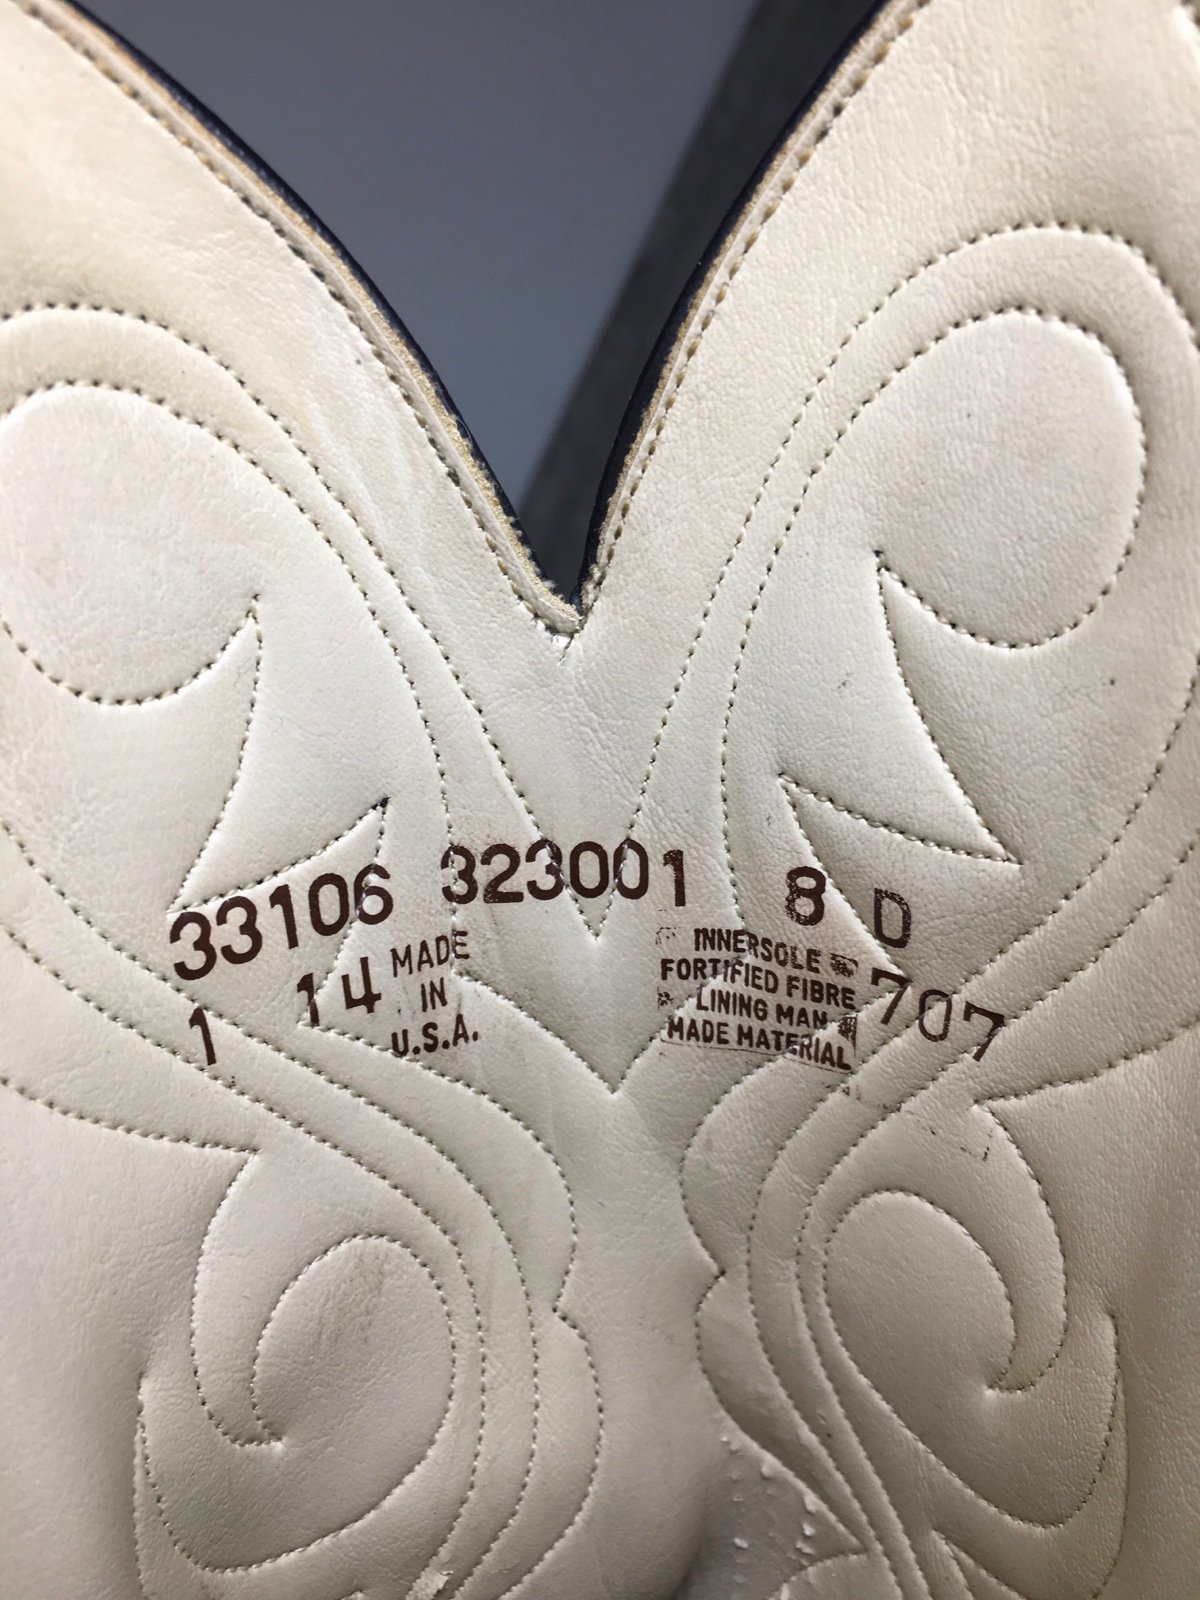 33106 323001 8 D
1 14 MADE IN U.S.A.
INNERSOLE
FORTIFIED FIBRE
LINING MAN
MADE MATERIAL
707